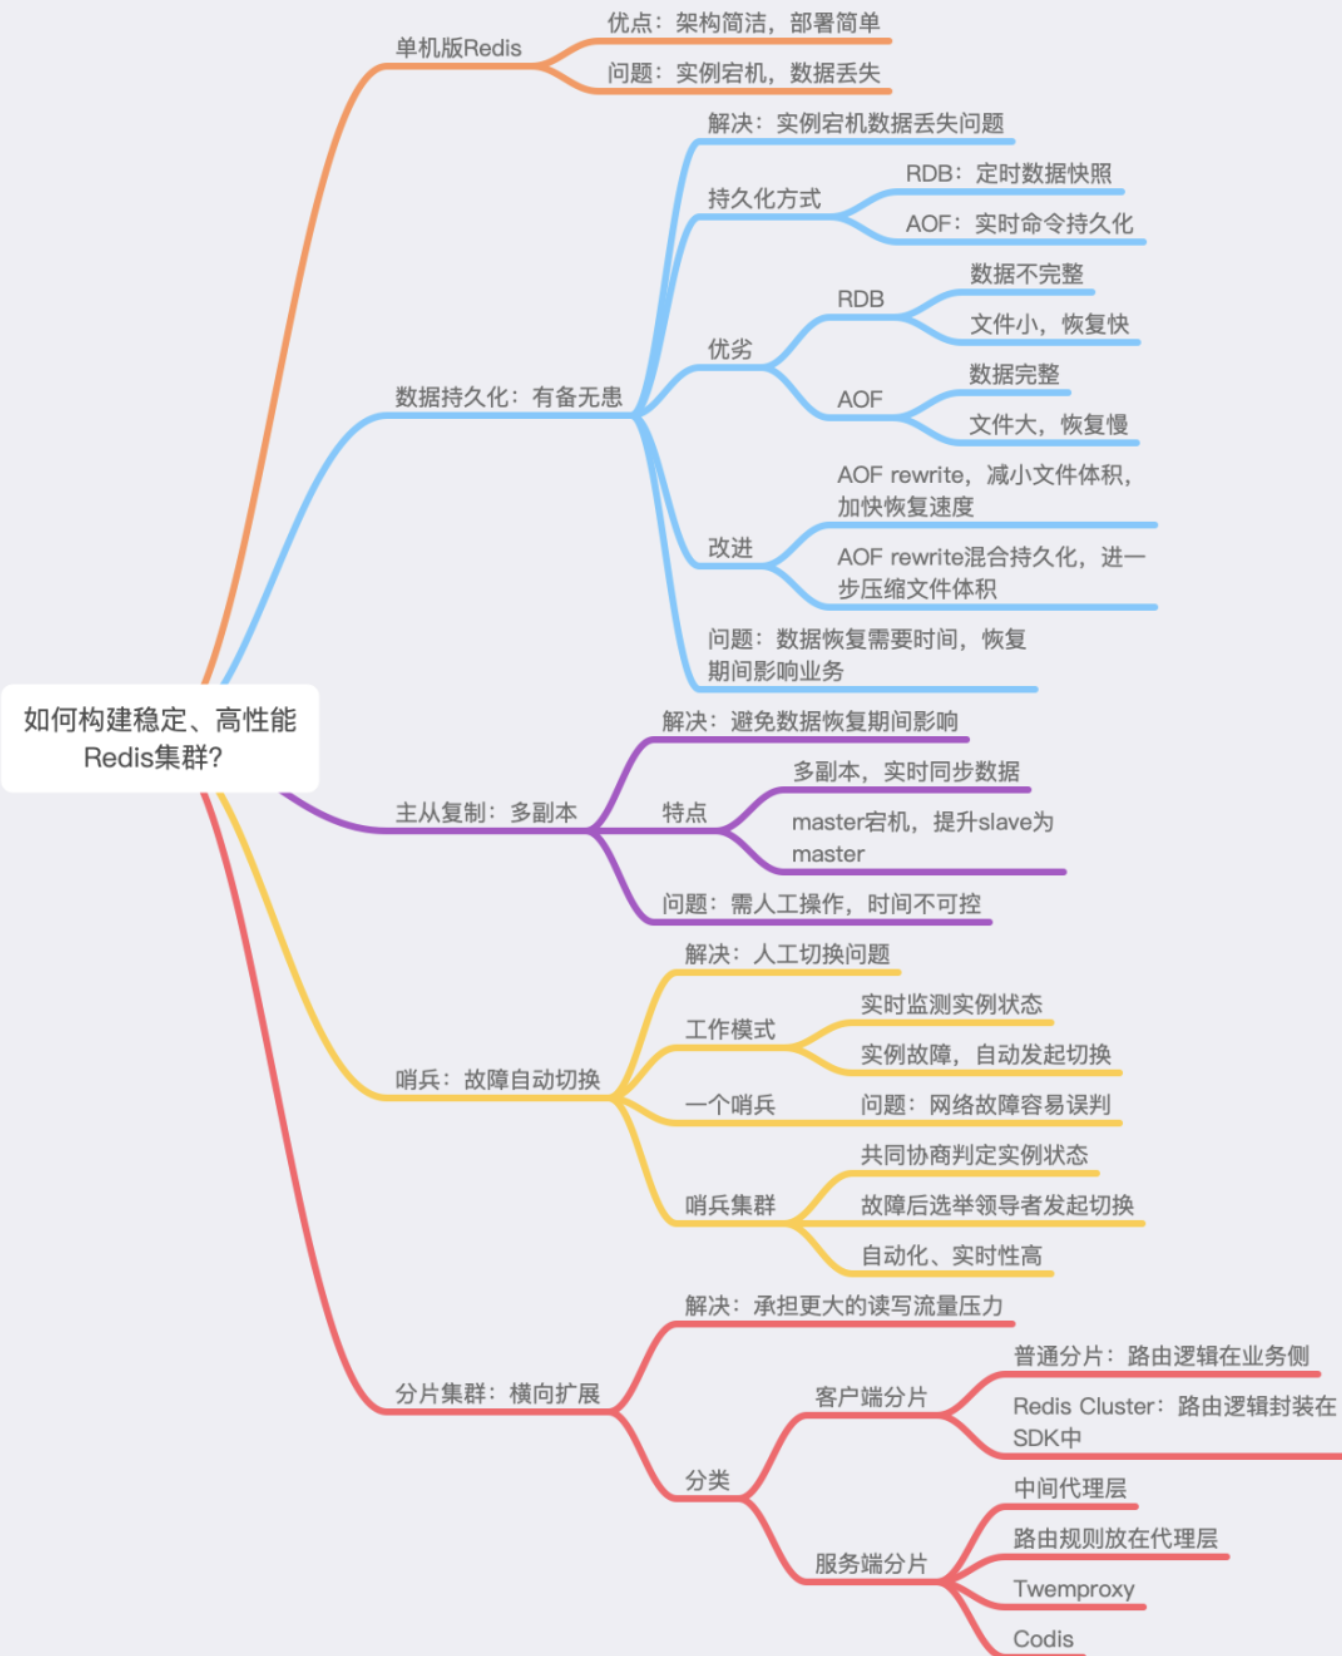 如何构建稳定、高性能
Redis集群?
单机版Redis
优点：架构简洁，部署简单
问题：实例宕机，数据丢失
数据持久化：有备无患
解决：实例宕机数据丢失问题
持久化方式
RDB：定时数据快照
AOF：实时命令持久化
优劣
RDB
数据不完整
文件小，恢复快
AOF
数据完整
文件大，恢复慢
改进
AOF rewrite，减小文件体积，
加快恢复速度
AOF rewrite混合持久化，进一
步压缩文件体积
问题：数据恢复需要时间，恢复
期间影响业务
主从复制：多副本
解决：避免数据恢复期间影响
特点
多副本，实时同步数据
master宕机，提升slave为
master
问题：需人工操作，时间不可控
哨兵：故障自动切换
解决：人工切换问题
工作模式
实时监测实例状态
实例故障，自动发起切换
一个哨兵
问题：网络故障容易误判
哨兵集群
共同协商判定实例状态
故障后选举领导者发起切换
自动化、实时性高
分片集群：横向扩展
解决：承担更大的读写流量压力
分类
客户端分片
普通分片：路由逻辑在业务侧
Redis Cluster：路由逻辑封装在
SDK中
服务端分片
中间代理层
路由规则放在代理层
Twemproxy
Codis